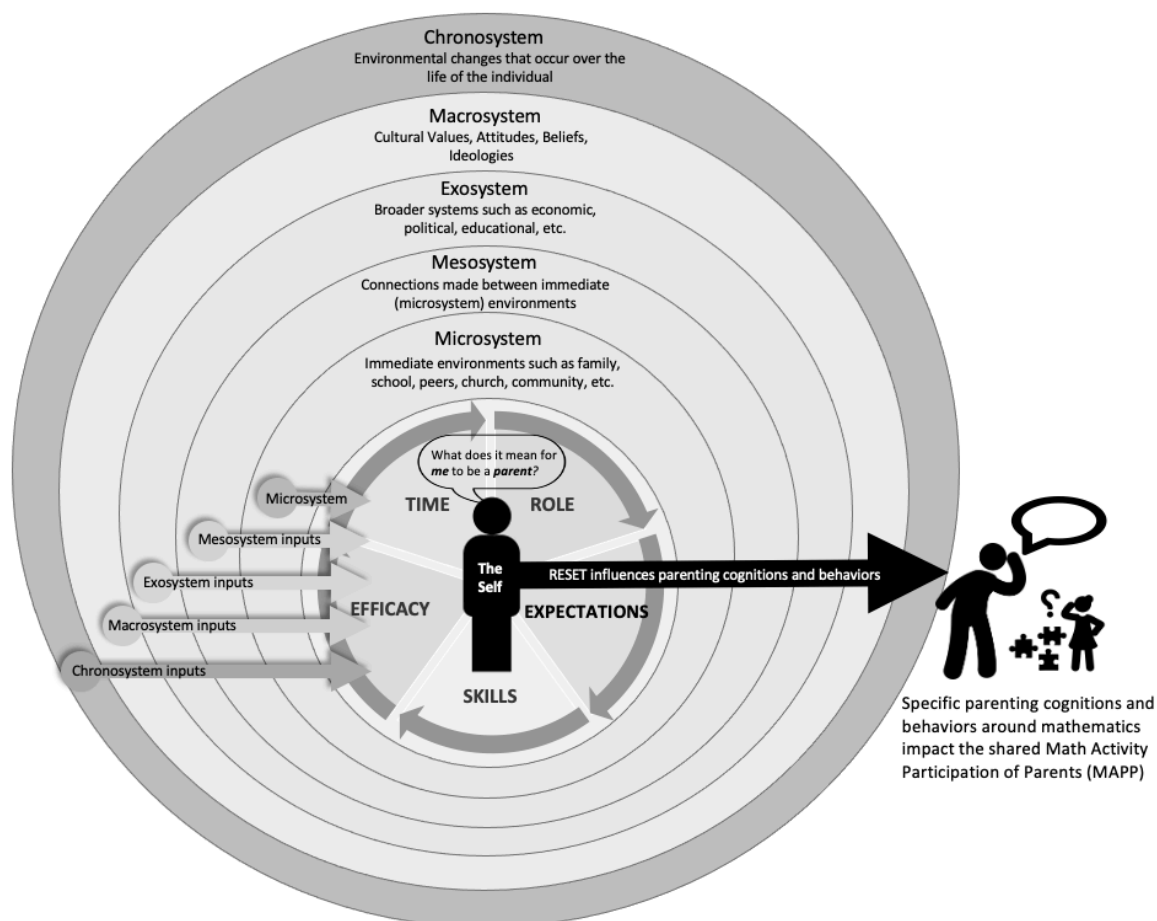 Chronosystem
Environmental changes that occur over the
life of the individual
Macrosystem
Cultural Values, Attitudes, Beliefs,
Ideologies
Exosystem
Broader systems such as economic,
political, educational, etc.
Mesosystem
Connections made between immediate
(microsystem) environments
Microsystem
Immediate environments such as family,
school, peers, church, community, etc.
What does it mean for
me to be a parent?
TIME
ROLE
Microsystem
Mesosystem inputs
Exosystem inputs
Macrosystem inputs
Chronosystem inputs
The
Self
RESET influences parenting cognitions and behaviors
EFFICACY
EXPECTATIONS
SKILLS
?
Specific parenting cognitions and
behaviors around mathematics
impact the shared Math Activity
Participation of Parents (MAPP)